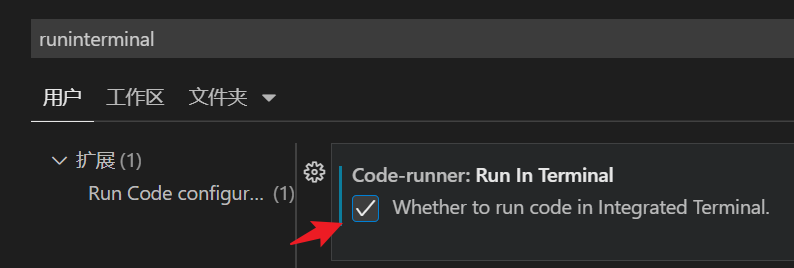 runinterminal
用户 工作区 文件夹
扩展 (1)
Run Code configur... (1)
Code-runner: Run In Terminal
Whether to run code in Integrated Terminal.